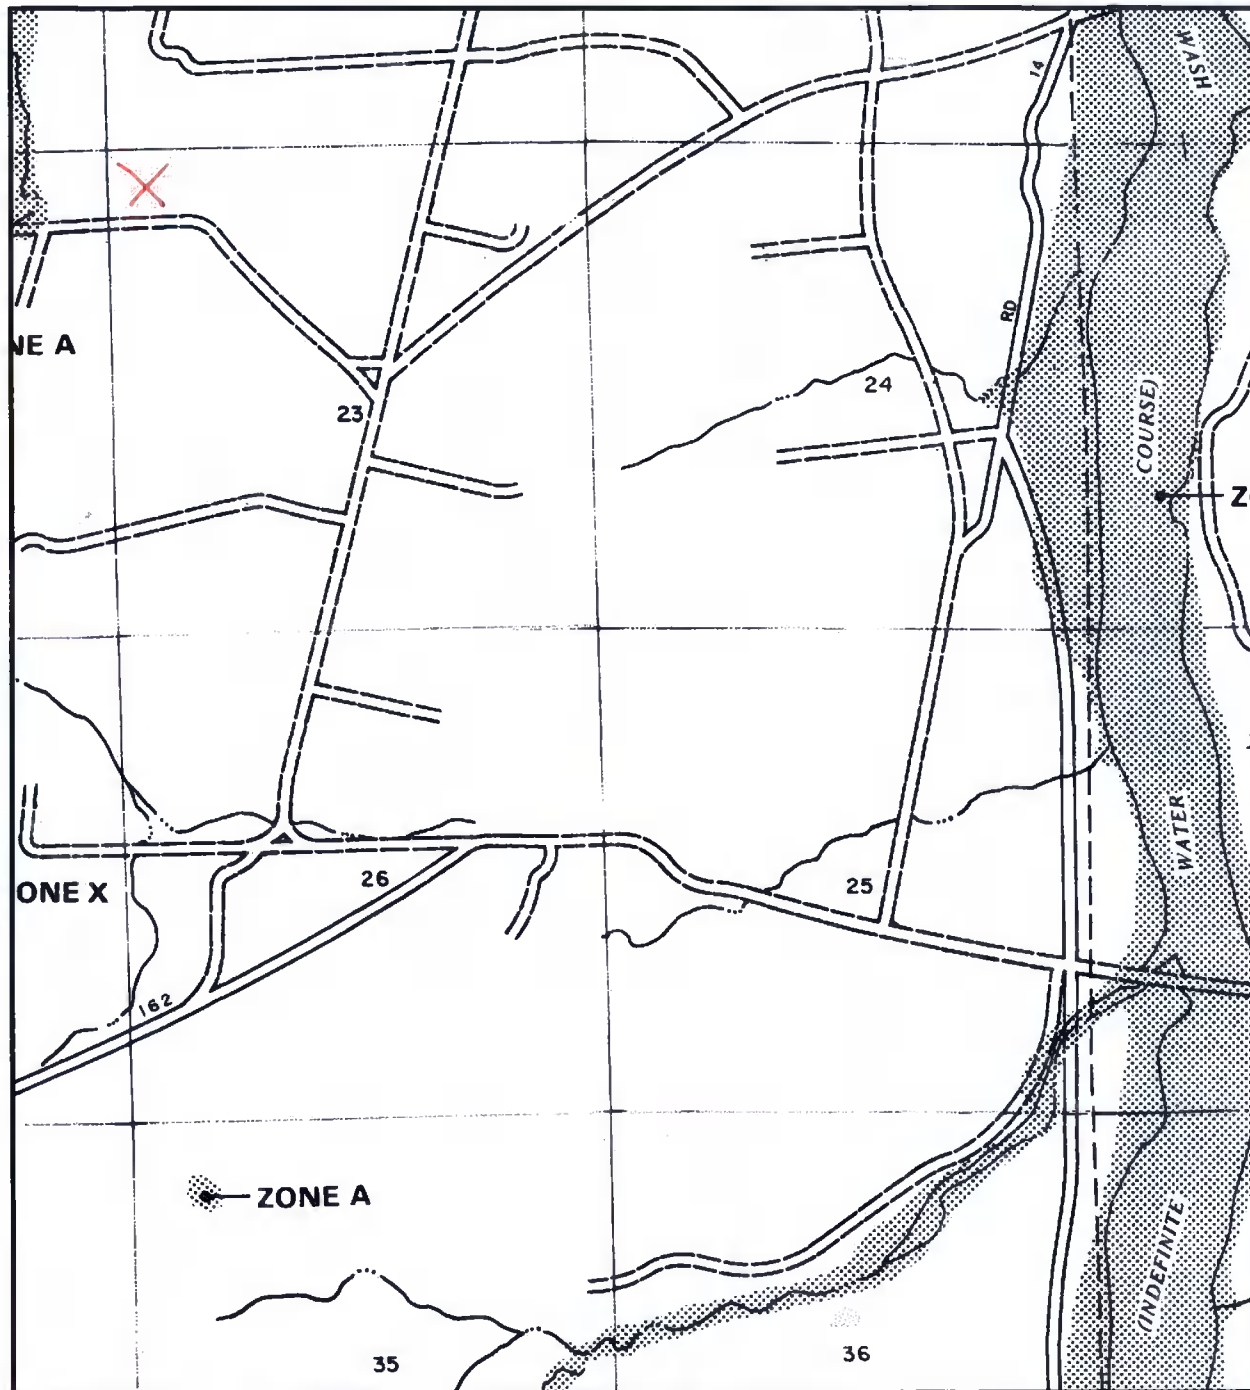 WASH
14
RD
NE A
24
23
COURSE)
Z
WATER
26
25
ONE X
162
ZONE A
(INDEFINITE
36
35